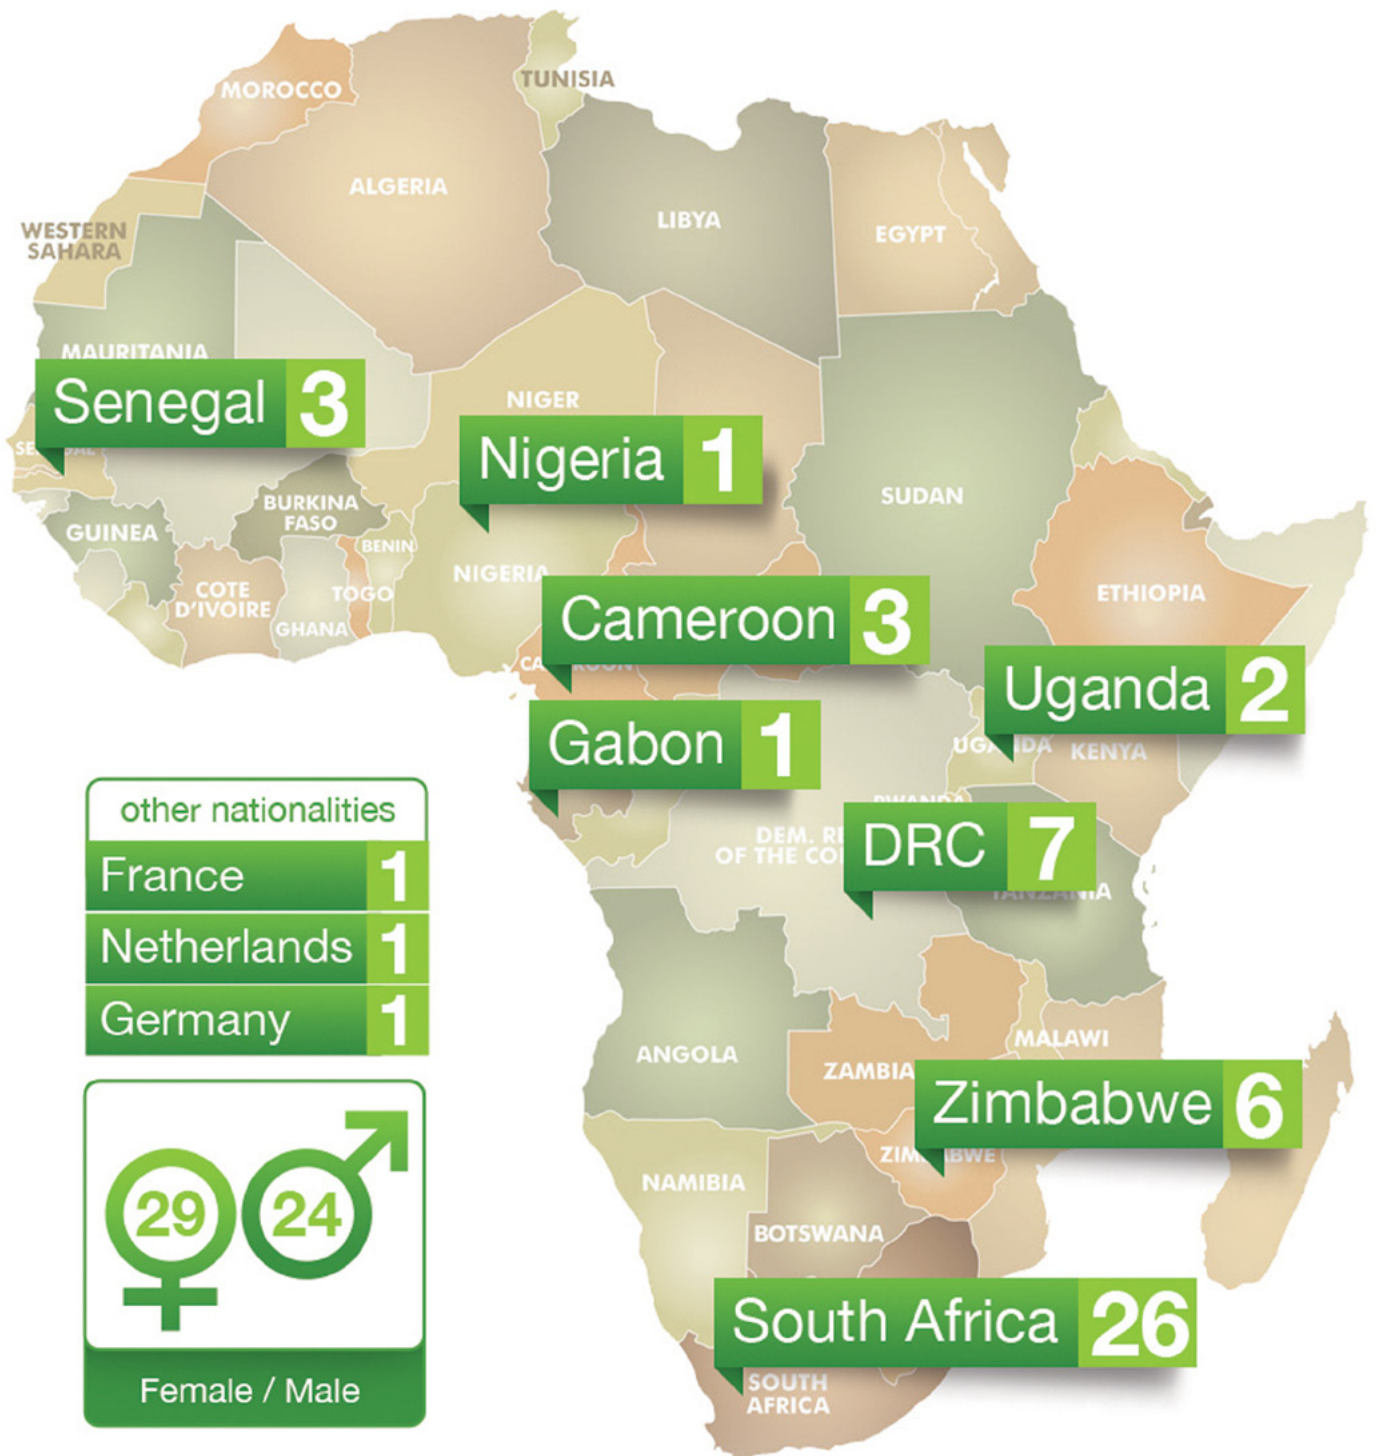 MOROCCO
TUNISIA
ALGERIA
LIBYA
EGYPT
WESTERN
SAHARA
MAURITANIA
Senegal 3
NIGER
Nigeria 1
SUDAN
BURKINA
FASO
GUINEA
BENIN
NIGERIA
COTE
D'IVOIRE
TOGO
GHANA
ETHIOPIA
Cameroon 3
Uganda 2
Gabon 1
KENYA
other nationalities
France 1
Netherlands 1
Germany 1
RWANDA
DRC 7
TANZANIA
ANGOLA
MALAWI
ZAMBIA
Zimbabwe 6
NAMIBIA
BOTSWANA
29 24
Female / Male
South Africa 26
SOUTH
AFRICA